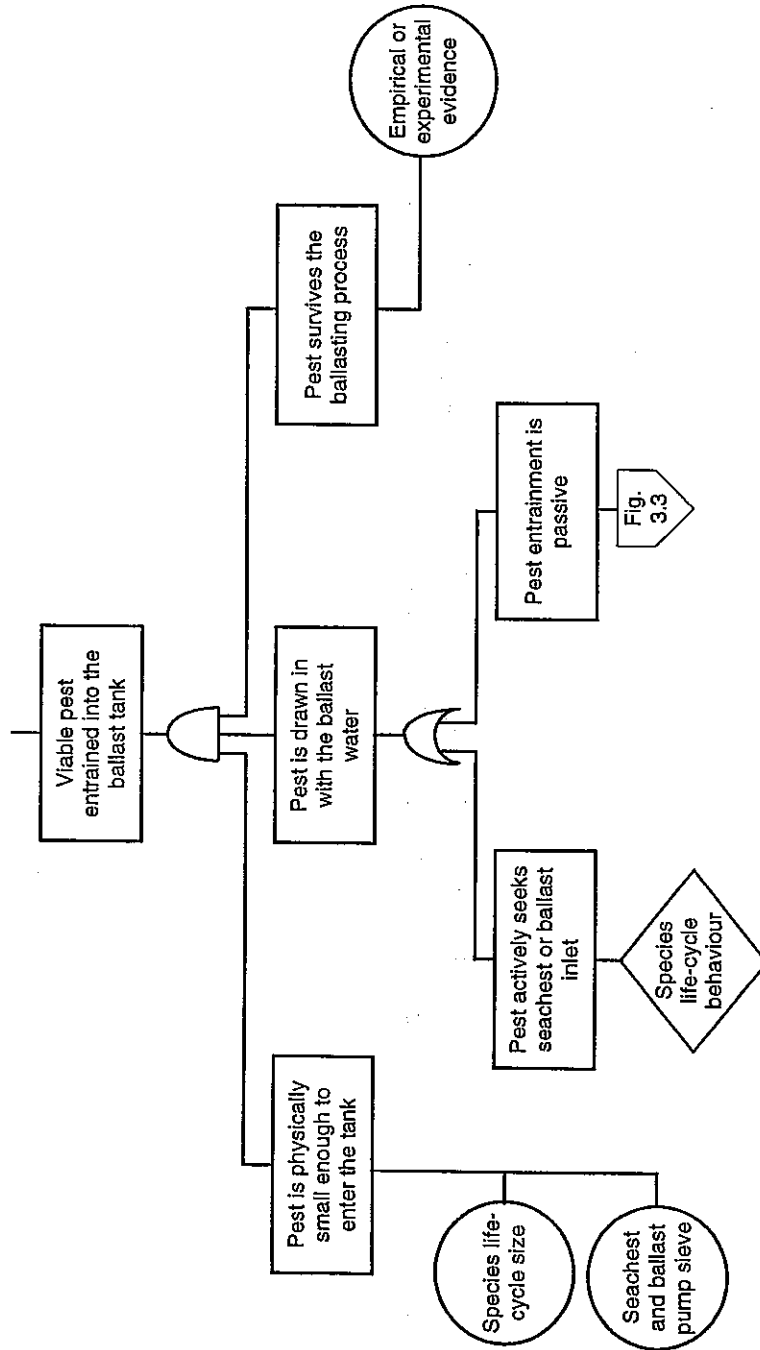 Viable pest
entrained into the
ballast tank
Pest is physically
small enough to
enter the tank
Pest is drawn in
with the ballast
water
Pest survives the
ballasting process
Species life-
cycle size
Seachest
and ballast
pump sieve
Pest actively seeks
seachest or ballast
inlet
Pest entrainment is
passive
Empirical or
experimental
evidence
Species
life-cycle
behaviour
Fig.
3.3